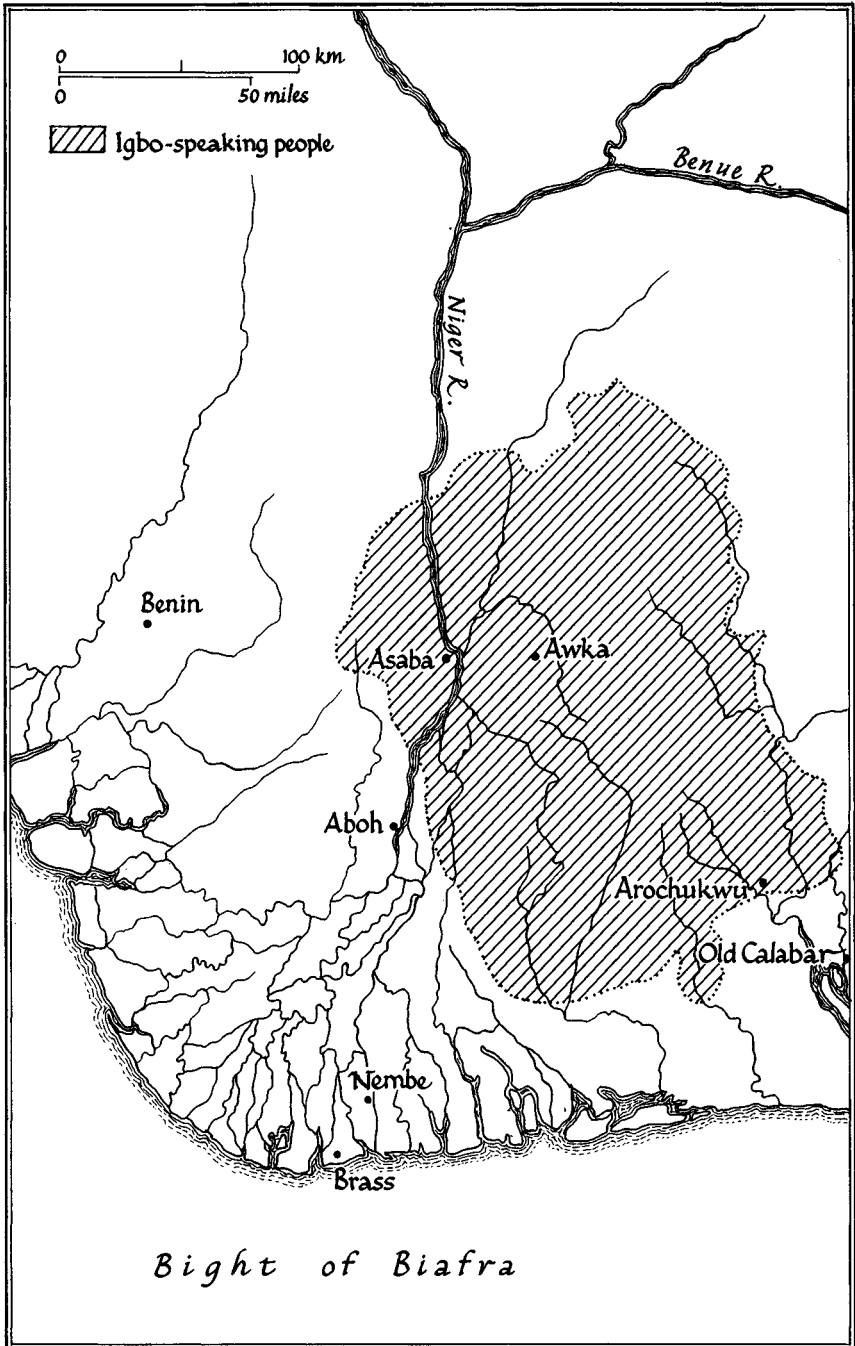 0 100 km
0 50 miles
Igbo-speaking people
Benue R.
Niger R.
Benin
Asaba
Awka
Aboh
Arochukwu
Old Calabar
Nembe
Brass
Bight of Biafra